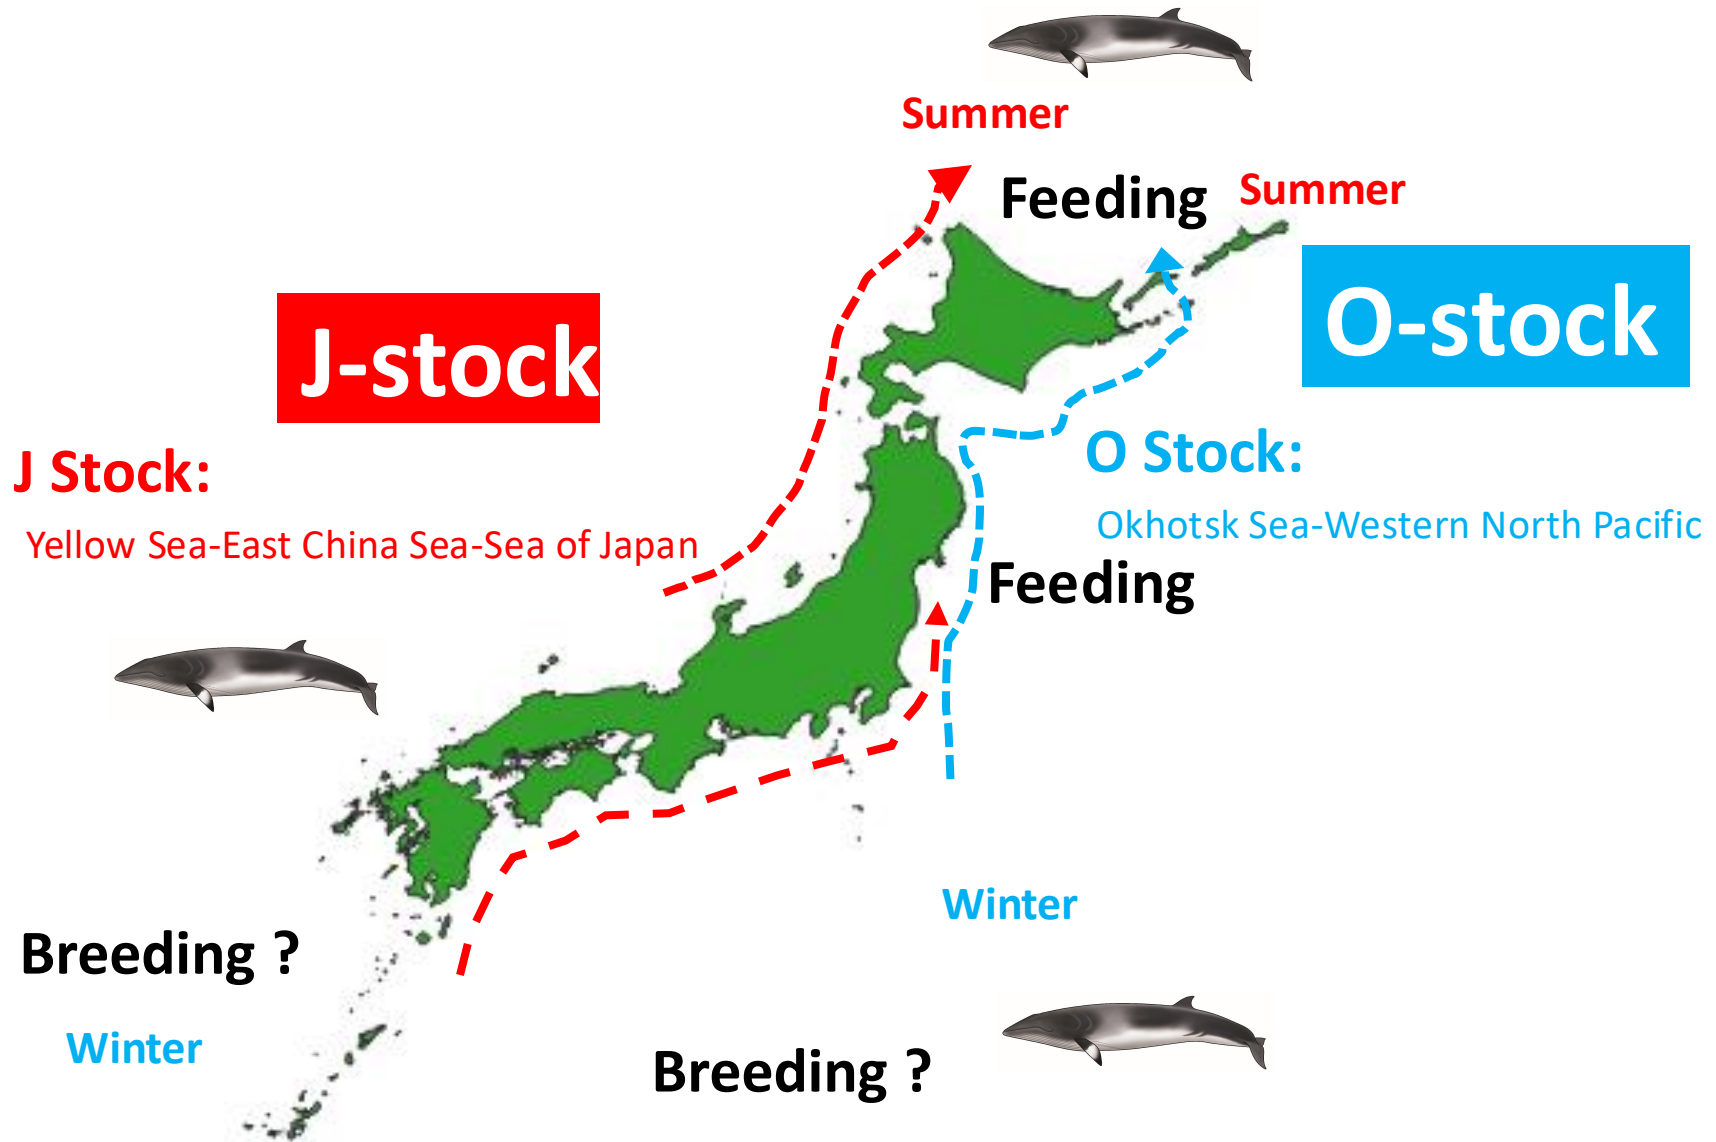 Summer
Feeding
Summer
J-stock
O-stock
J Stock:
Yellow Sea-East China Sea-Sea of Japan
O Stock:
Okhotsk Sea-Western North Pacific
Feeding
Winter
Breeding ?
Winter
Breeding ?